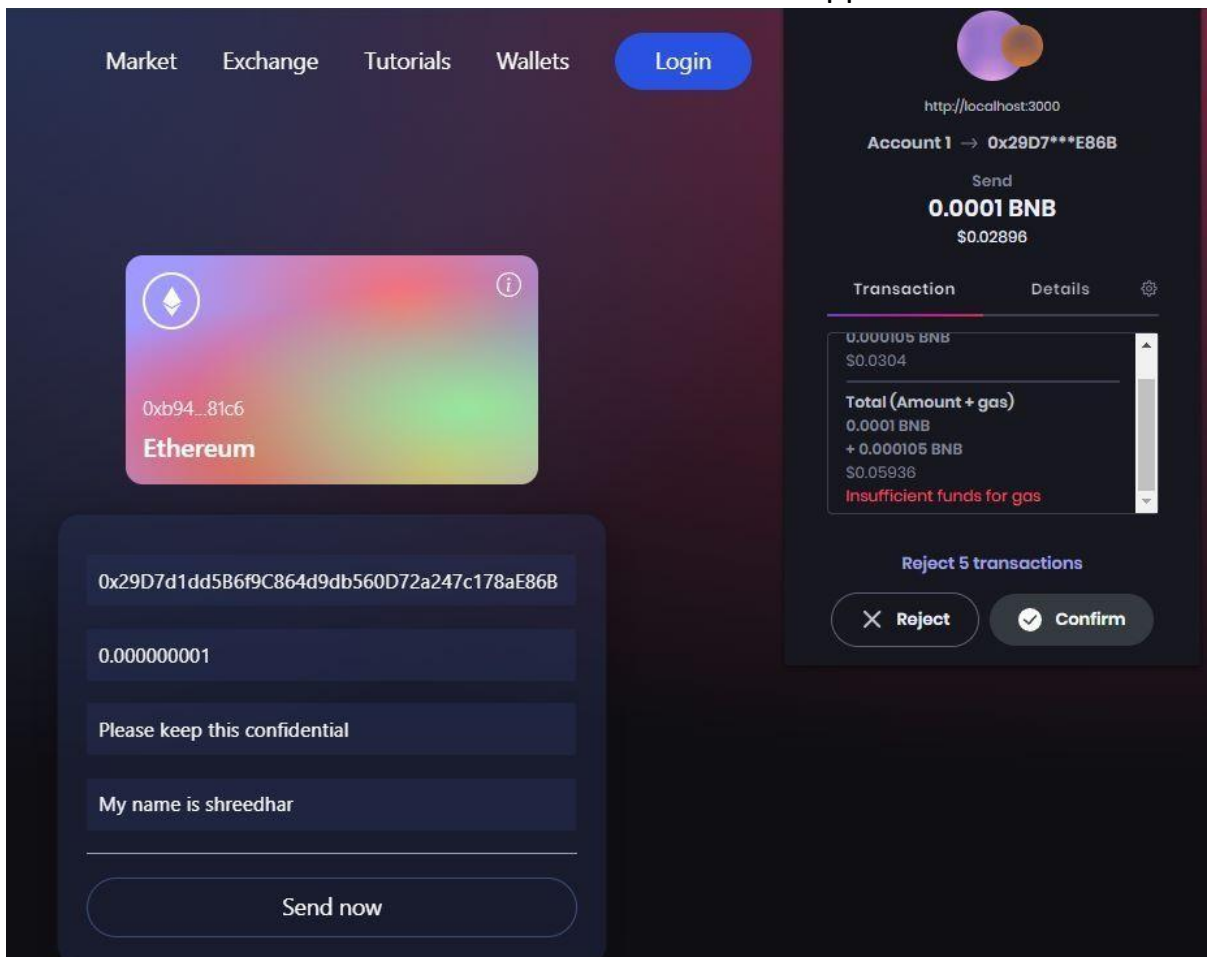 Market Exchange Tutorials Wallets Login
0xb94...81c6
Ethereum
0x29D7d1dd5B6f9C864d9db560D72a247c178aE86B
0.000000001
Please keep this confidential
My name is shreedhar
Send now
http://localhost:3000
Account 1 → 0x29D7***E86B
Send
0.0001 BNB
$0.02896
Transaction Details
0.000105 BNB
$0.0304
Total (Amount + gas)
0.0001 BNB
+ 0.000105 BNB
$0.05936
Insufficient funds for gas
Reject 5 transactions
Reject Confirm